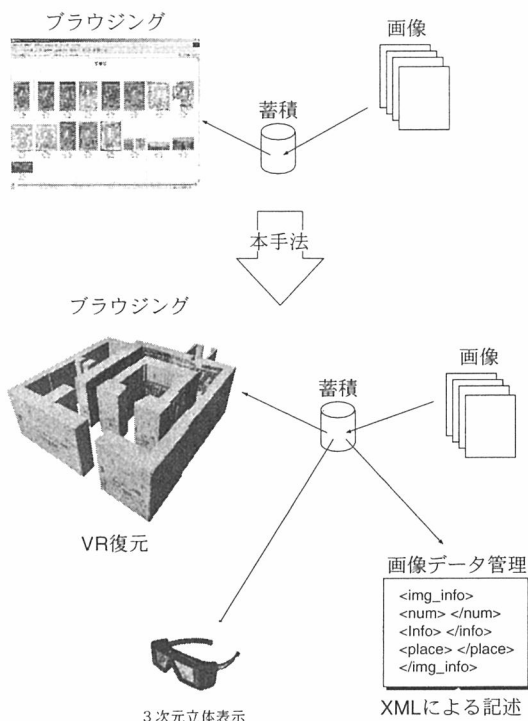 ブラウジング
画像
蓄積
本手法
ブラウジング
画像
蓄積
VR復元
画像データ管理
<img_info>
<num> </num>
<Info> </info>
<place> </place>
</img_info>
XMLによる記述
3次元立体表示